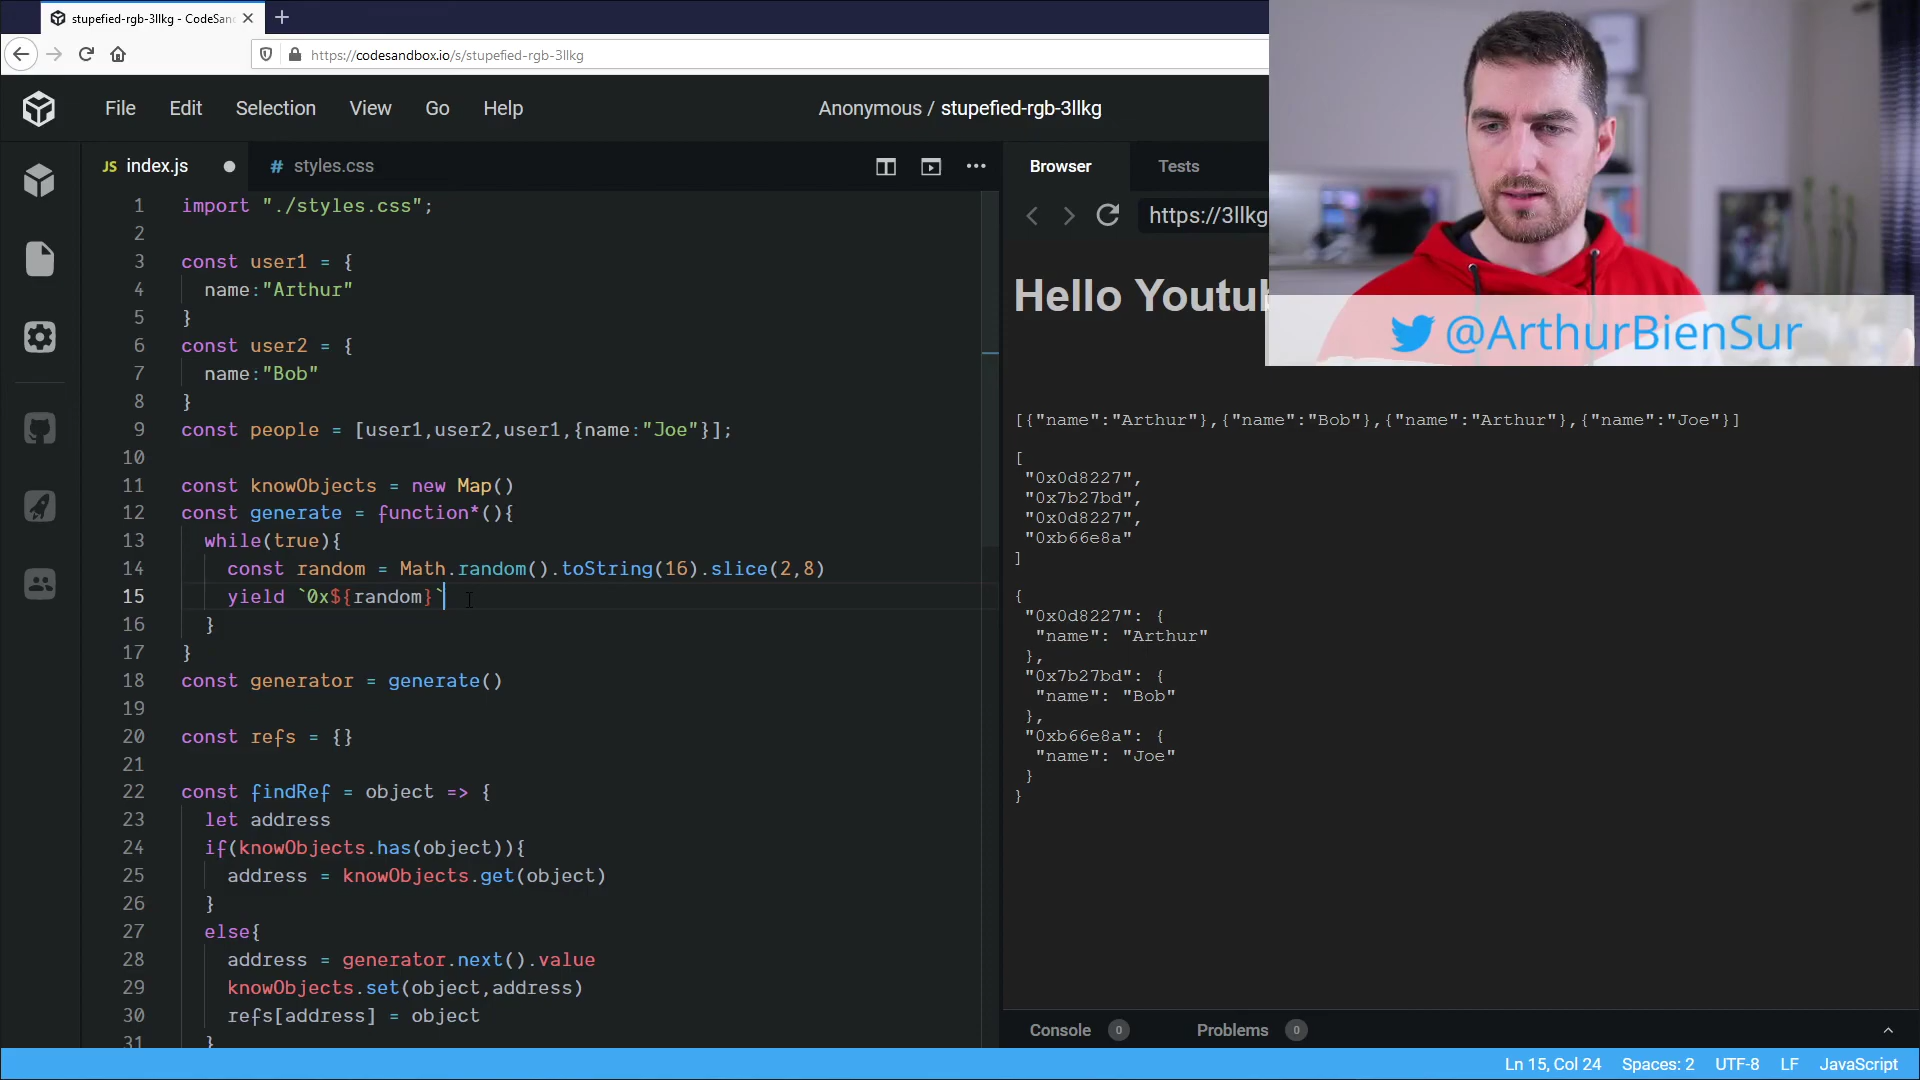 stupefied-rgb-3llkg - CodeSan
https://codesandbox.io/s/stupefied-rgb-3llkg
File Edit Selection View Go Help
Anonymous / stupefied-rgb-3llkg
JS index.js
# styles.css
1 import "./styles.css";
2
3 const user1 = {
4 name:"Arthur"
5 }
6 const user2 = {
7 name:"Bob"
8 }
9 const people = [user1,user2,user1,{name:"Joe"}];
10
11 const knowObjects = new Map()
12 const generate = function*(){
13 while(true){
14 const random = Math.random().toString(16).slice(2,8)
15 yield `0x${random}`
16 }
17 }
18 const generator = generate()
19
20 const refs = {}
21
22 const findRef = object => {
23 let address
24 if(knowObjects.has(object)){
25 address = knowObjects.get(object)
26 }
27 else{
28 address = generator.next().value
29 knowObjects.set(object,address)
30 refs[address] = object
31 }
Browser Tests
https://3llkg
Hello Youtub
@ArthurBienSur
[{"name":"Arthur"},{"name":"Bob"},{"name":"Arthur"},{"name":"Joe"}]
[
"0x0d8227",
"0x7b27bd",
"0x0d8227",
"0xb66e8a"
]
{
"0x0d8227": {
"name": "Arthur"
},
"0x7b27bd": {
"name": "Bob"
},
"0xb66e8a": {
"name": "Joe"
}
}
Console 0 Problems 0
Ln 15, Col 24 Spaces: 2 UTF-8 LF JavaScript